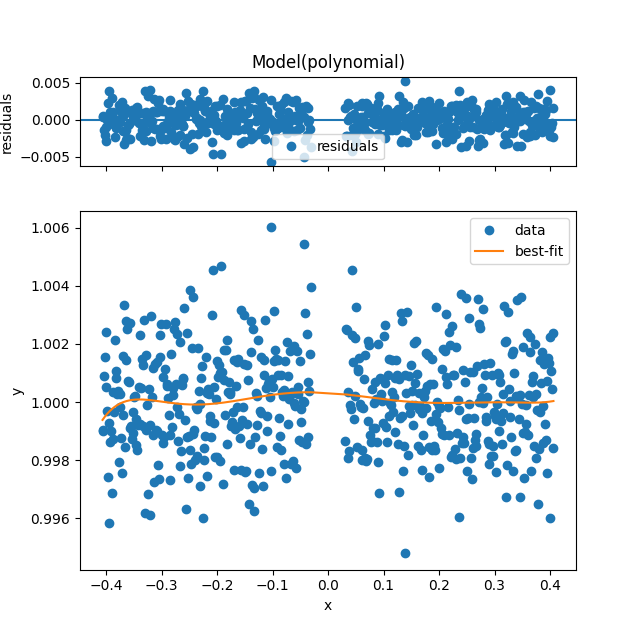 Model(polynomial)
residuals
0.005
0.000
−0.005
residuals
y
1.006
1.004
1.002
1.000
0.998
0.996
data
best-fit
−0.4 −0.3 −0.2 −0.1 0.0 0.1 0.2 0.3 0.4
x